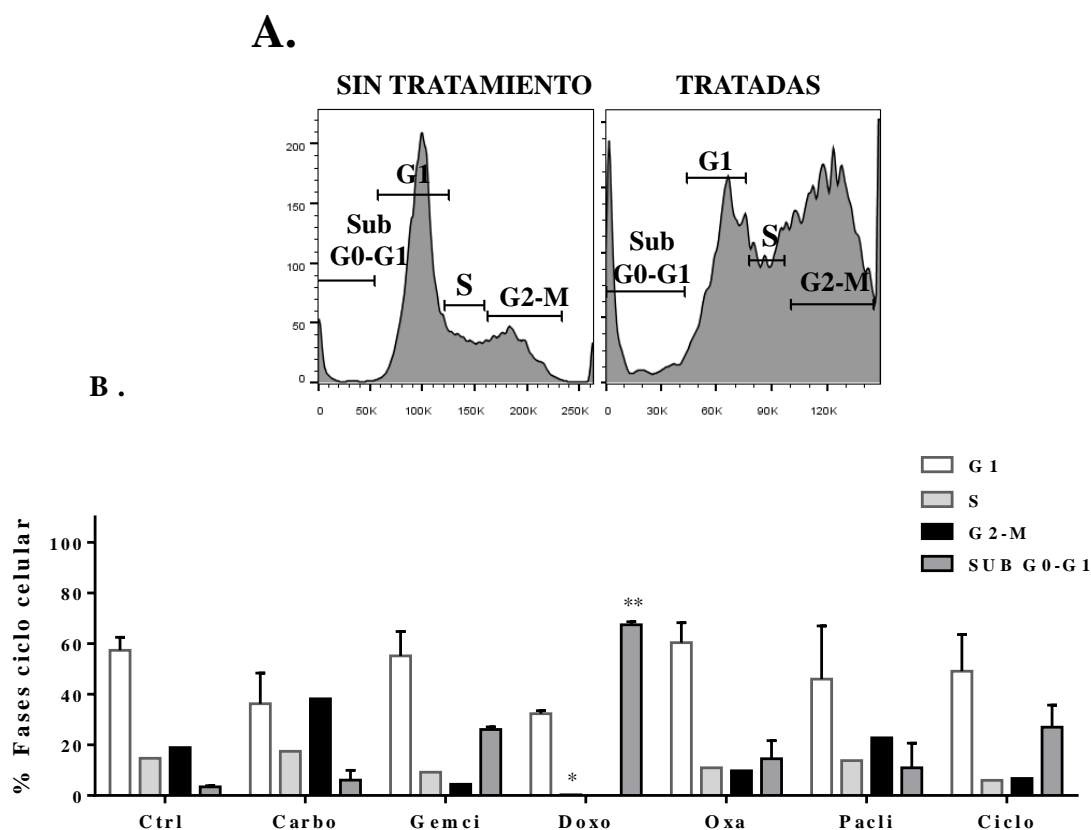 A.
SIN TRATAMIENTO
TRATADAS
200
150
100
50
0
G1
Sub
G0-G1
S
G2-M
0 50K 100K 150K 200K 250K
G1
Sub
G0-G1
S
G2-M
0 30K 60K 90K 120K
B.
G1
S
G2-M
SUB G0-G1
% Fases ciclo celular
100
80
60
40
20
0
*
**
Ctrl Carbo Gemci Doxo Oxa Pacli Ciclo